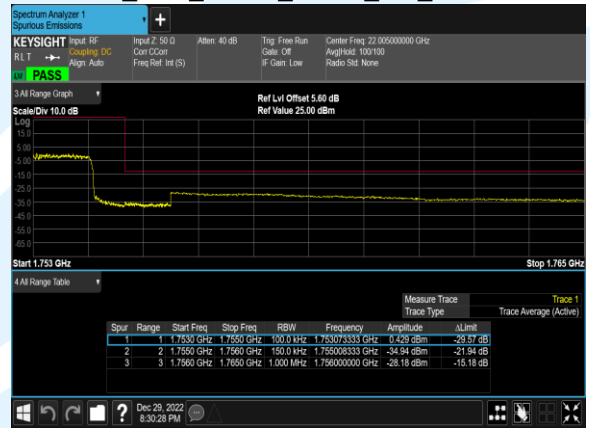 Spectrum Analyzer 1
Spurious Emissions
KEYSIGHT Input: RF Input Z: 50 Ω Atten: 40 dB Trig: Free Run Center Freq: 22.005000000 GHz
RLT Coupling: DC Corr CCorr Gate: Off Avg|Hold: 100/100
Align: Auto Freq Ref: Int (S) IF Gain: Low Radio Std: None
PASS
3 All Range Graph
Ref Lvl Offset 5.60 dB
Scale/Div 10.0 dB Ref Value 25.00 dBm
Log
15.0
5.00
-5.00
-15.0
-25.0
-35.0
-45.0
-55.0
-65.0
Start 1.753 GHz Stop 1.765 GHz
4 All Range Table
Measure Trace Trace 1
Trace Type Trace Average (Active)
Spur Range Start Freq Stop Freq RBW Frequency Amplitude ΔLimit
1 1 1.7530 GHz 1.7550 GHz 100.0 kHz 1.753073333 GHz 0.429 dBm -29.57 dB
2 2 1.7550 GHz 1.7560 GHz 150.0 kHz 1.755008333 GHz -34.94 dBm -21.94 dB
3 3 1.7560 GHz 1.7650 GHz 1.000 MHz 1.756000000 GHz -28.18 dBm -15.18 dB
? Dec 29, 2022
8:30:28 PM